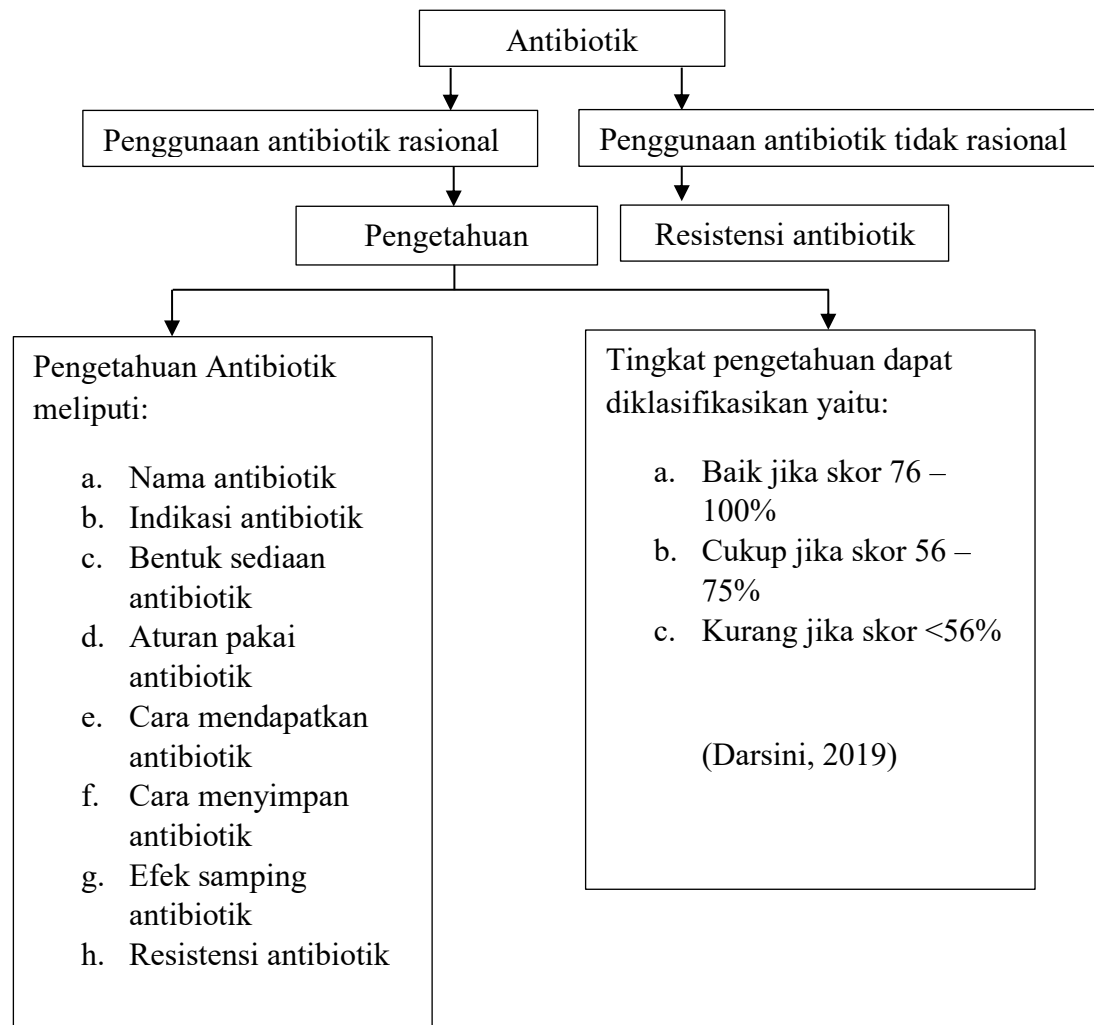 Antibiotik
Penggunaan antibiotik rasional
Penggunaan antibiotik tidak rasional
Pengetahuan
Resistensi antibiotik
Pengetahuan Antibiotik
meliputi:
a. Nama antibiotik
b. Indikasi antibiotik
c. Bentuk sediaan
antibiotik
d. Aturan pakai
antibiotik
e. Cara mendapatkan
antibiotik
f. Cara menyimpan
antibiotik
g. Efek samping
antibiotik
h. Resistensi antibiotik
Tingkat pengetahuan dapat
diklasifikasikan yaitu:
a. Baik jika skor 76 –
100%
b. Cukup jika skor 56 –
75%
c. Kurang jika skor <56%
(Darsini, 2019)